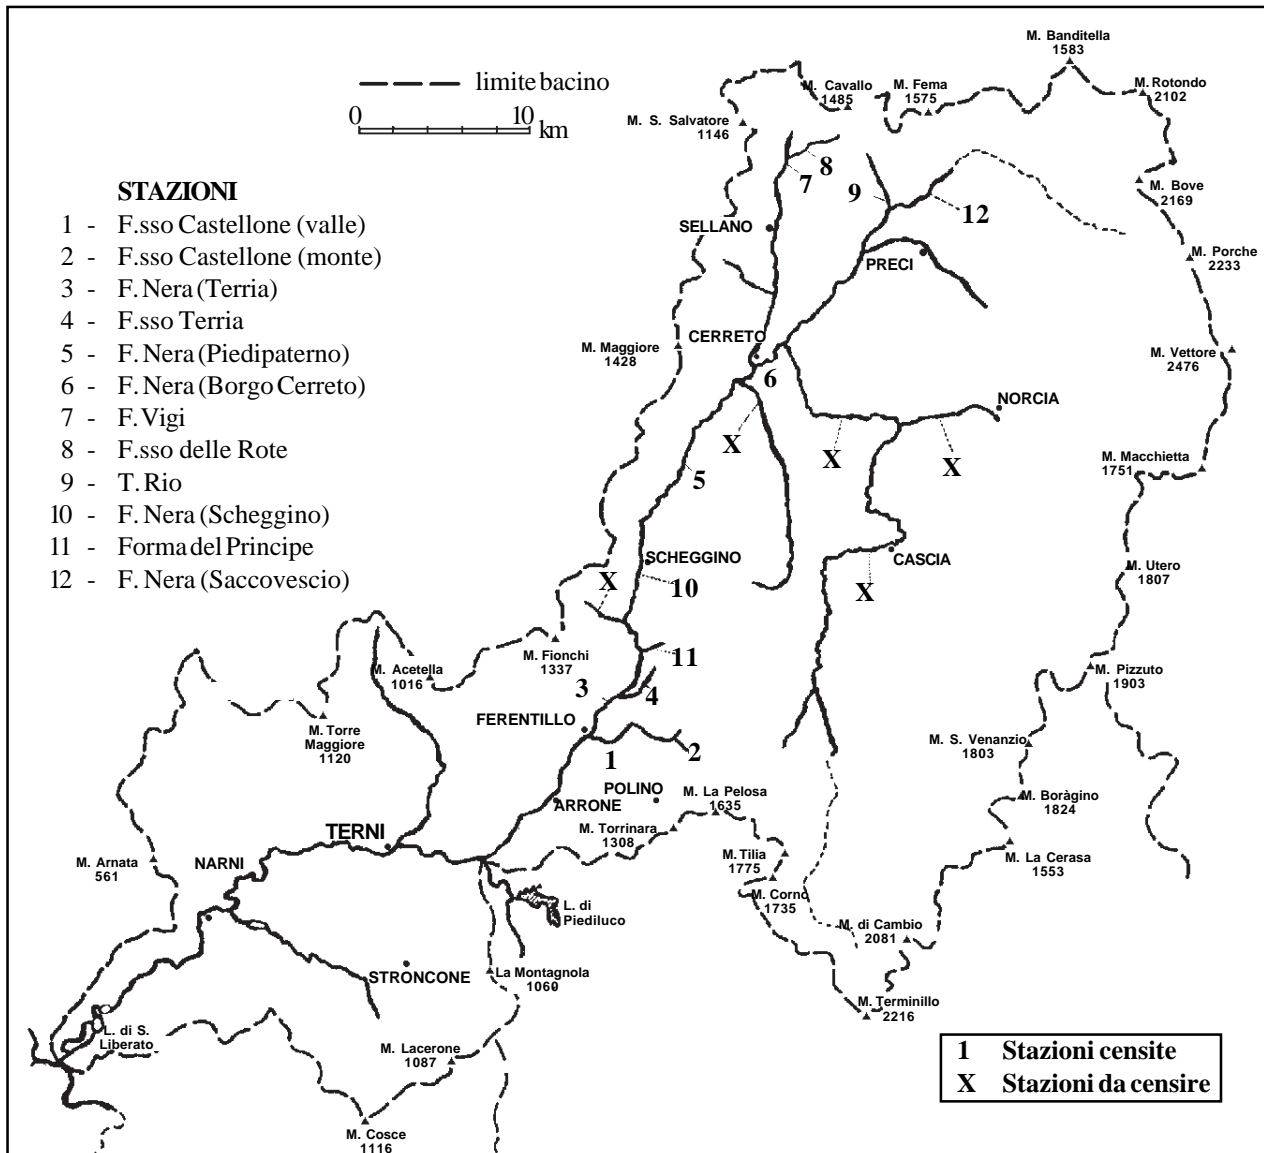 limite bacino
0 10
km
STAZIONI
1 - F.sso Castellone (valle)
2 - F.sso Castellone (monte)
3 - F. Nera (Terria)
4 - F.sso Terria
5 - F. Nera (Piedipaterno)
6 - F. Nera (Borgo Cerreto)
7 - F. Vigi
8 - F.sso delle Rote
9 - T. Rio
10 - F. Nera (Scheggino)
11 - Forma del Principe
12 - F. Nera (Saccovescio)
M. Banditella
1583
M. Cavallo
1485
M. Fema
1575
M. Rotondo
2102
M. S. Salvatore
1146
8
7
9
12
M. Bove
2169
SELLANO
PRECI
M. Porche
2233
CERRETO
M. Maggiore
1428
6
M. Vettore
2476
NORCIA
X
X
X
5
M. Macchietta
1751
SCHEGGINO
CASCIA
X
10
X
M. Utero
1807
M. Fionchi
1337
11
M. Acetella
1016
3
4
M. Pizzuto
1903
FERENTILLO
M. Torre
Maggiore
1120
1
2
M. S. Venanzio
1803
POLINO
M. La Pelosa
1635
ARRONE
M. Boràgino
1824
TERNI
M. Torrinara
1308
M. Arnata
561
NARNI
M. Tilia
1775
M. La Cerasa
1553
M. Corno
1735
L. di
Piediluco
M. di Cambio
2081
STRONCONE
La Montagnola
1060
M. Terminillo
2216
L. di S.
Liberato
M. Lacerone
1087
M. Cosce
1116
1 Stazioni censite
X Stazioni da censire